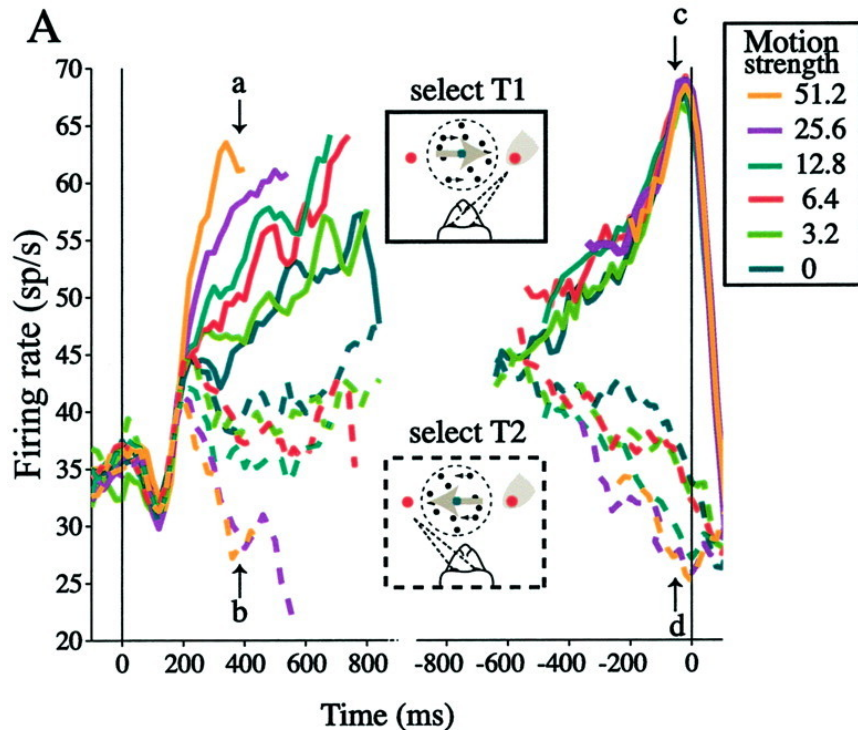 A
Firing rate (sp/s)
70
65
60
55
50
45
40
35
30
25
20
a
b
c
d
select T1
select T2
0
200
400
600
800
-800
-600
-400
-200
0
Time (ms)
Motion
strength
51.2
25.6
12.8
6.4
3.2
0